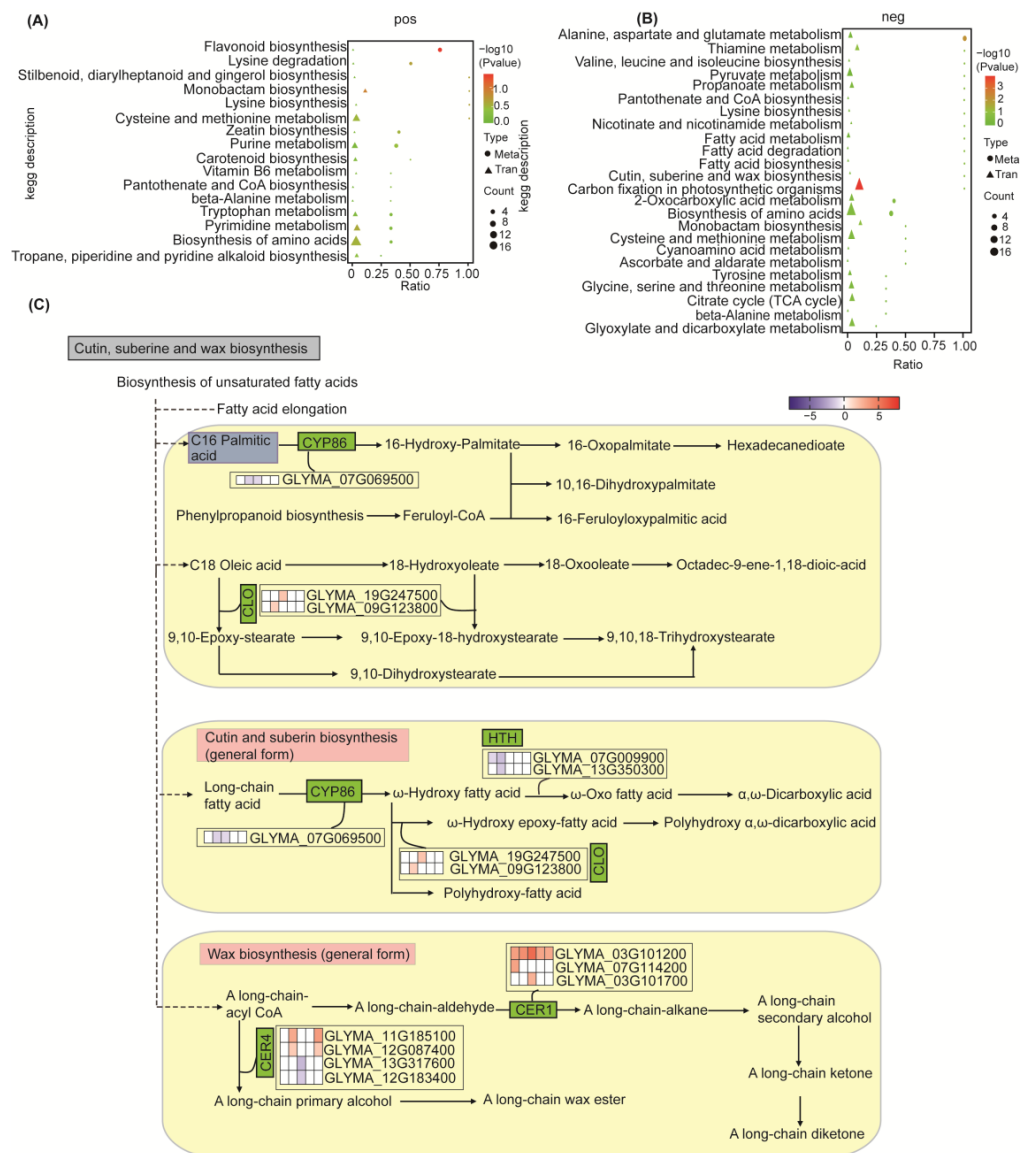 (A)
pos
Flavonoid biosynthesis
Lysine degradation
Stilbenoid, diarylheptanoid and gingerol biosynthesis
Monobactam biosynthesis
Lysine biosynthesis
Cysteine and methionine metabolism
Zeatin biosynthesis
Purine metabolism
Carotenoid biosynthesis
Vitamin B6 metabolism
Pantothenate and CoA biosynthesis
beta-Alanine metabolism
Tryptophan metabolism
Pyrimidine metabolism
Biosynthesis of amino acids
Tropane, piperidine and pyridine alkaloid biosynthesis
kegg description
0 0.25 0.50 0.75 1.00
Ratio
−log10
(Pvalue)
1.0
0.5
0.0
Type
Meta
Tran
Count
4
8
12
16
(B)
neg
Alanine, aspartate and glutamate metabolism
Thiamine metabolism
Valine, leucine and isoleucine biosynthesis
Pyruvate metabolism
Propanoate metabolism
Pantothenate and CoA biosynthesis
Lysine biosynthesis
Nicotinate and nicotinamide metabolism
Fatty acid metabolism
Fatty acid degradation
Fatty acid biosynthesis
Cutin, suberine and wax biosynthesis
Carbon fixation in photosynthetic organisms
2-Oxocarboxylic acid metabolism
Biosynthesis of amino acids
Monobactam biosynthesis
Cysteine and methionine metabolism
Cyanoamino acid metabolism
Ascorbate and aldarate metabolism
Tyrosine metabolism
Glycine, serine and threonine metabolism
Citrate cycle (TCA cycle)
beta-Alanine metabolism
Glyoxylate and dicarboxylate metabolism
kegg description
0 0.25 0.50 0.75 1.00
Ratio
−log10
(Pvalue)
3
2
1
0
Type
Meta
Tran
Count
4
8
12
16
(C)
Cutin, suberine and wax biosynthesis
Biosynthesis of unsaturated fatty acids
Fatty acid elongation
−5 0 5
C16 Palmitic
acid
CYP86
16-Hydroxy-Palmitate
16-Oxopalmitate
Hexadecanedioate
GLYMA_07G069500
10,16-Dihydroxypalmitate
Phenylpropanoid biosynthesis
Feruloyl-CoA
16-Feruloyloxypalmitic acid
C18 Oleic acid
18-Hydroxyoleate
18-Oxooleate
Octadec-9-ene-1,18-dioic-acid
CLO
GLYMA_19G247500
GLYMA_09G123800
9,10-Epoxy-stearate
9,10-Epoxy-18-hydroxystearate
9,10,18-Trihydroxystearate
9,10-Dihydroxystearate
Cutin and suberin biosynthesis
(general form)
HTH
GLYMA_07G009900
GLYMA_13G350300
Long-chain
fatty acid
CYP86
ω-Hydroxy fatty acid
ω-Oxo fatty acid
α,ω-Dicarboxylic acid
GLYMA_07G069500
ω-Hydroxy epoxy-fatty acid
Polyhydroxy α,ω-dicarboxylic acid
GLYMA_19G247500
GLYMA_09G123800
CLO
Polyhydroxy-fatty acid
Wax biosynthesis (general form)
GLYMA_03G101200
GLYMA_07G114200
GLYMA_03G101700
A long-chain-
acyl CoA
A long-chain-aldehyde
CER1
A long-chain-alkane
A long-chain
secondary alcohol
CER4
GLYMA_11G185100
GLYMA_12G087400
GLYMA_13G317600
GLYMA_12G183400
A long-chain ketone
A long-chain primary alcohol
A long-chain wax ester
A long-chain diketone